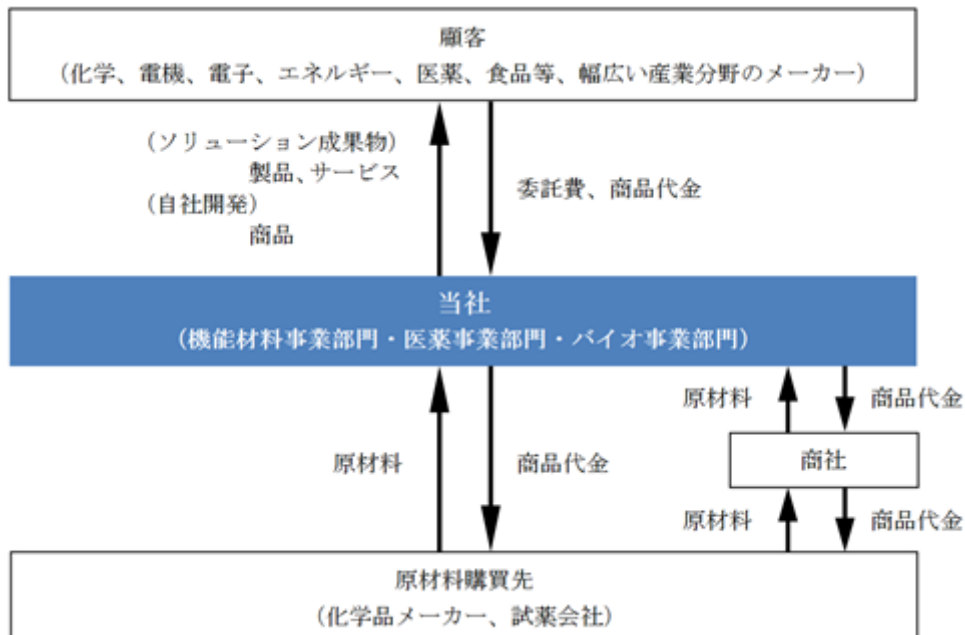 顧客
(化学、電機、電子、エネルギー、医薬、食品等、幅広い産業分野のメーカー)
(ソリューション成果物)
製品、サービス
(自社開発)
商品
委託費、商品代金
当社
(機能材料事業部門・医薬事業部門・バイオ事業部門)
原材料
商品代金
原材料
商品代金
商社
原材料
商品代金
原材料購買先
(化学品メーカー、試薬会社)